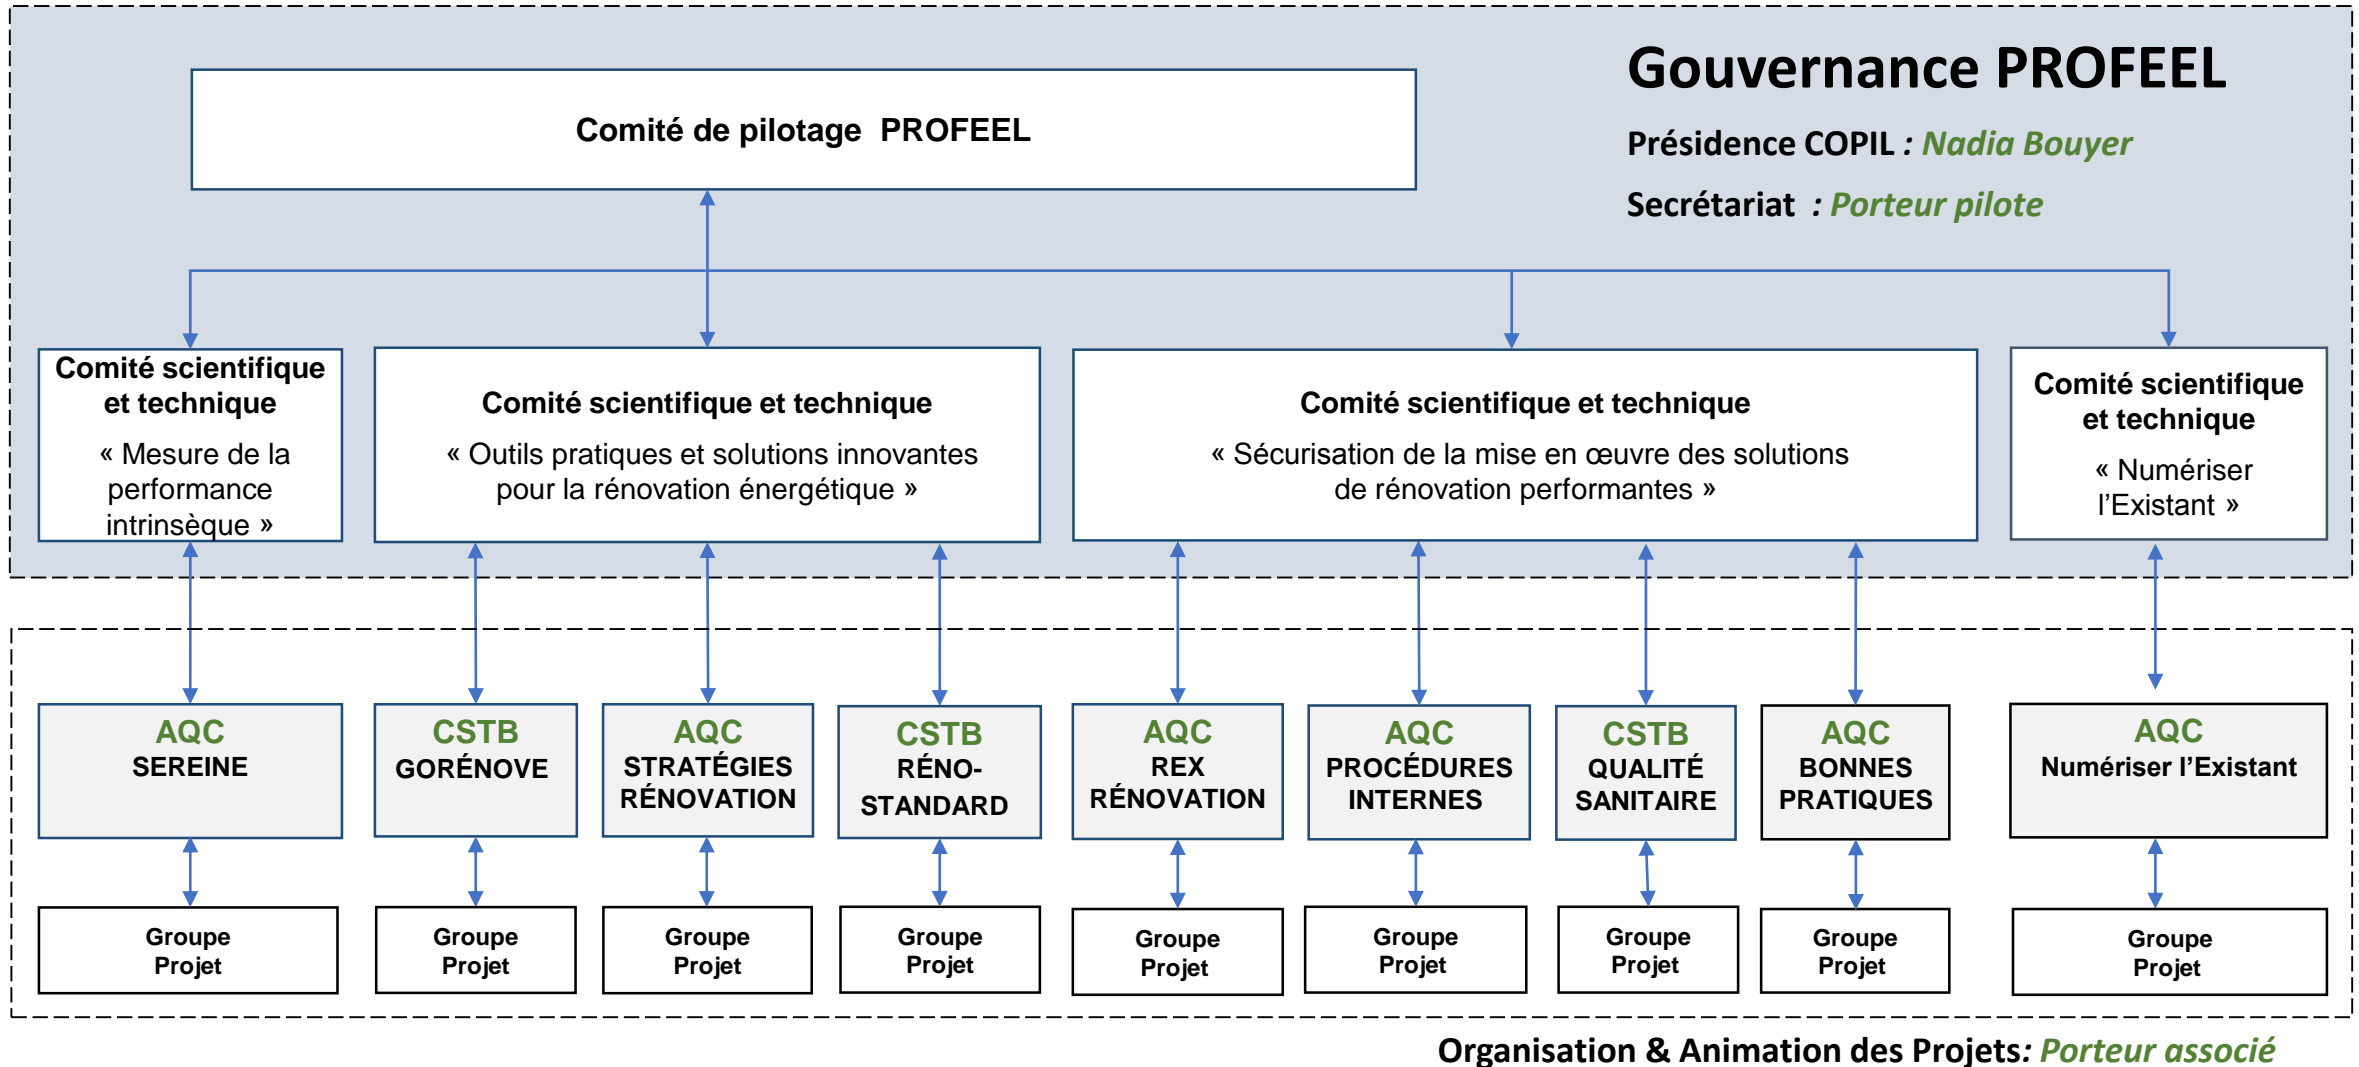 Gouvernance PROFEEL
Présidence COPIL : Nadia Bouyer
Secrétariat : Porteur pilote
Comité de pilotage PROFEEL
Comité scientifique
et technique
« Mesure de la
performance
intrinsèque »
Comité scientifique et technique
« Outils pratiques et solutions innovantes
pour la rénovation énergétique »
Comité scientifique et technique
« Sécurisation de la mise en œuvre des solutions
de rénovation performantes »
Comité scientifique
et technique
« Numériser
l’Existant »
AQC
SEREINE
CSTB
GORÉNOVE
AQC
STRATÉGIES
RÉNOVATION
CSTB
RÉNO-
STANDARD
AQC
REX
RÉNOVATION
AQC
PROCÉDURES
INTERNES
CSTB
QUALITÉ
SANITAIRE
AQC
BONNES
PRATIQUES
AQC
Numériser l’Existant
Groupe
Projet
Groupe
Projet
Groupe
Projet
Groupe
Projet
Groupe
Projet
Groupe
Projet
Groupe
Projet
Groupe
Projet
Groupe
Projet
Organisation & Animation des Projets: Porteur associé